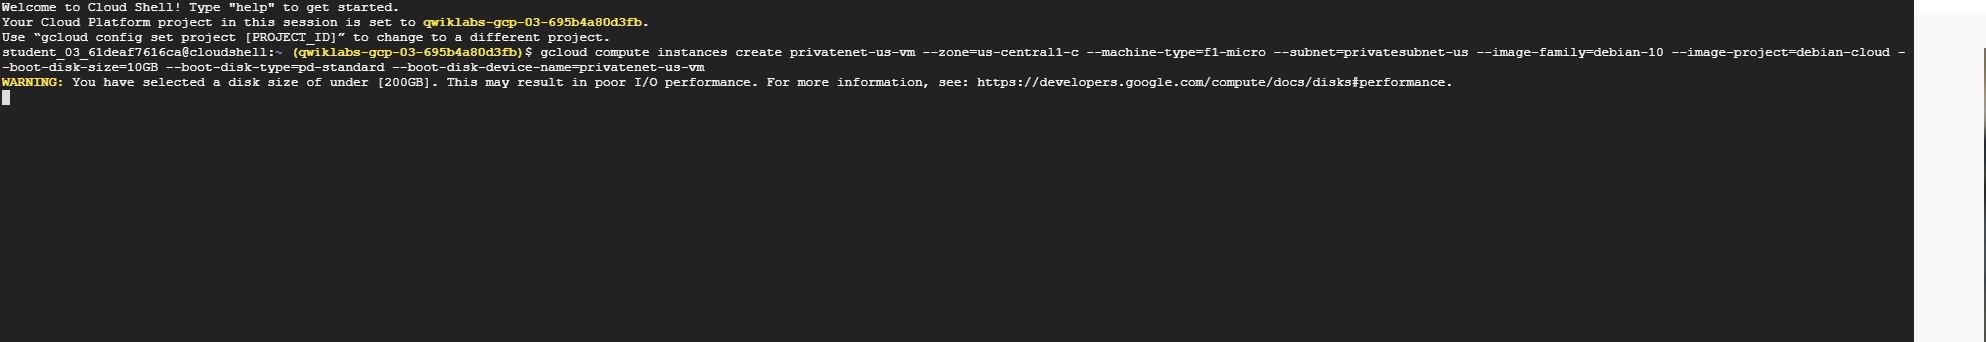 Welcome to Cloud Shell! Type "help" to get started.
Your Cloud Platform project in this session is set to qwiklabs-gcp-03-695b4a80d3fb.
Use “gcloud config set project [PROJECT_ID]” to change to a different project.
student_03_61deaf7616ca@cloudshell:~ (qwiklabs-gcp-03-695b4a80d3fb)$ gcloud compute instances create privatenet-us-vm --zone=us-central1-c --machine-type=f1-micro --subnet=privatesubnet-us --image-family=debian-10 --image-project=debian-cloud -
-boot-disk-size=10GB --boot-disk-type=pd-standard --boot-disk-device-name=privatenet-us-vm
WARNING: You have selected a disk size of under [200GB]. This may result in poor I/O performance. For more information, see: https://developers.google.com/compute/docs/disks#performance.